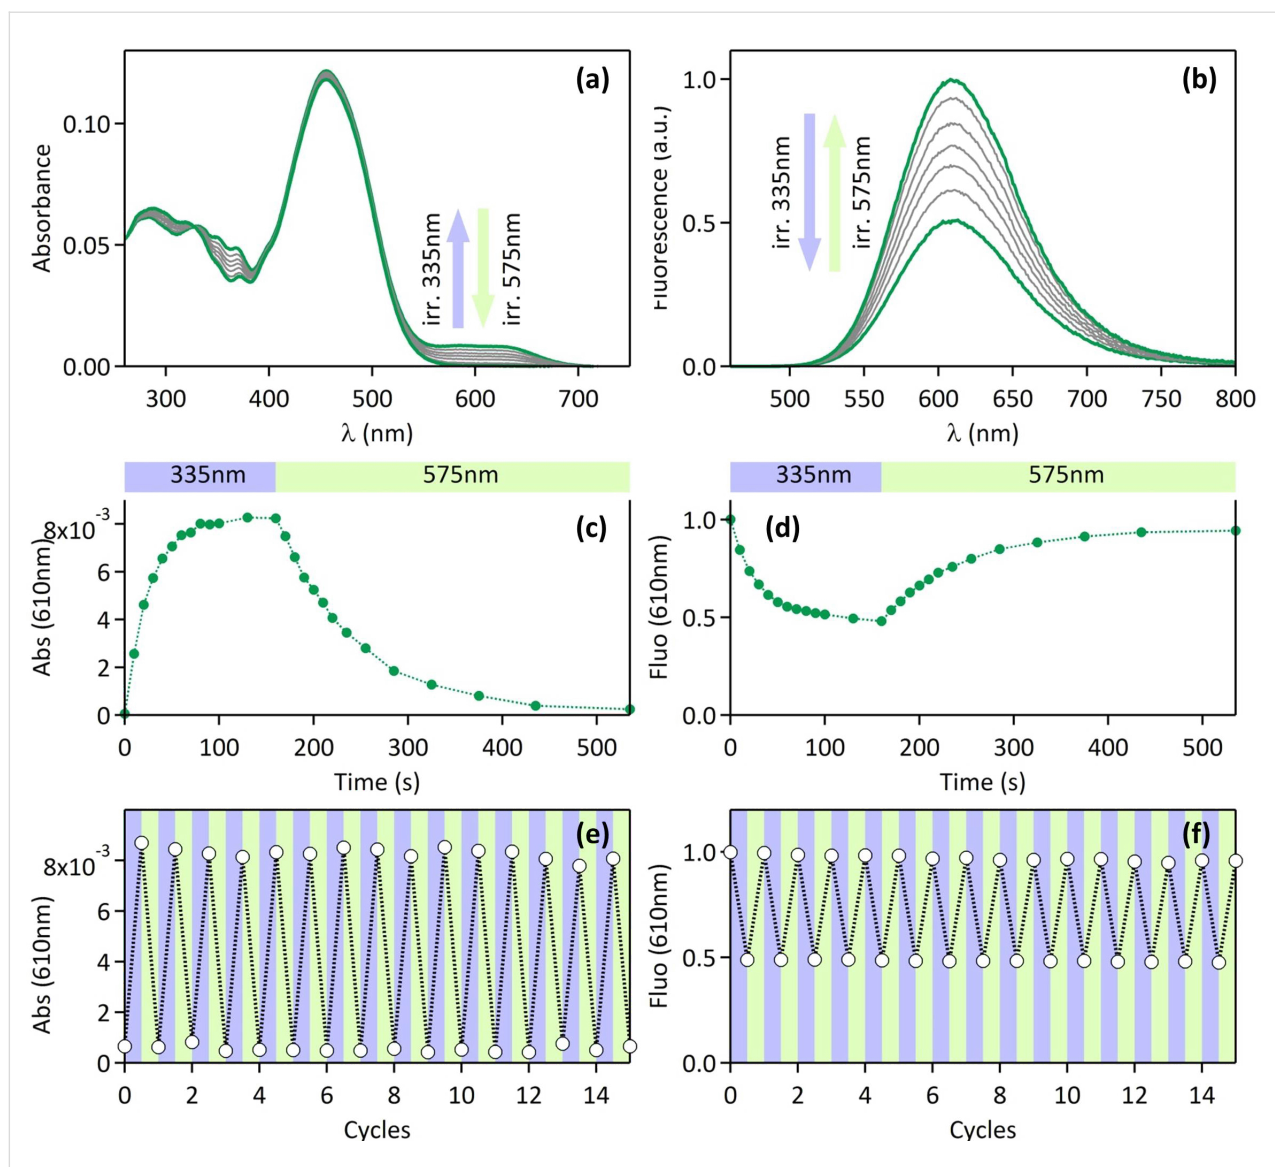 (a)
0.10
0.05
0.00
Absorbance
irr. 335nm
irr. 575nm
300 400 500 600 700
λ (nm)
(b)
1.0
0.5
0.0
Fluorescence (a.u.)
irr. 335nm
irr. 575nm
500 550 600 650 700 750 800
λ (nm)
335nm 575nm
(c)
8x10-3
6
4
2
0
Abs (610nm)
0 100 200 300 400 500
Time (s)
335nm 575nm
(d)
1.0
0.5
0.0
Fluo (610nm)
0 100 200 300 400 500
Time (s)
(e)
8x10-3
6
4
2
0
Abs (610nm)
0 2 4 6 8 10 12 14
Cycles
(f)
1.0
0.5
0.0
Fluo (610nm)
0 2 4 6 8 10 12 14
Cycles